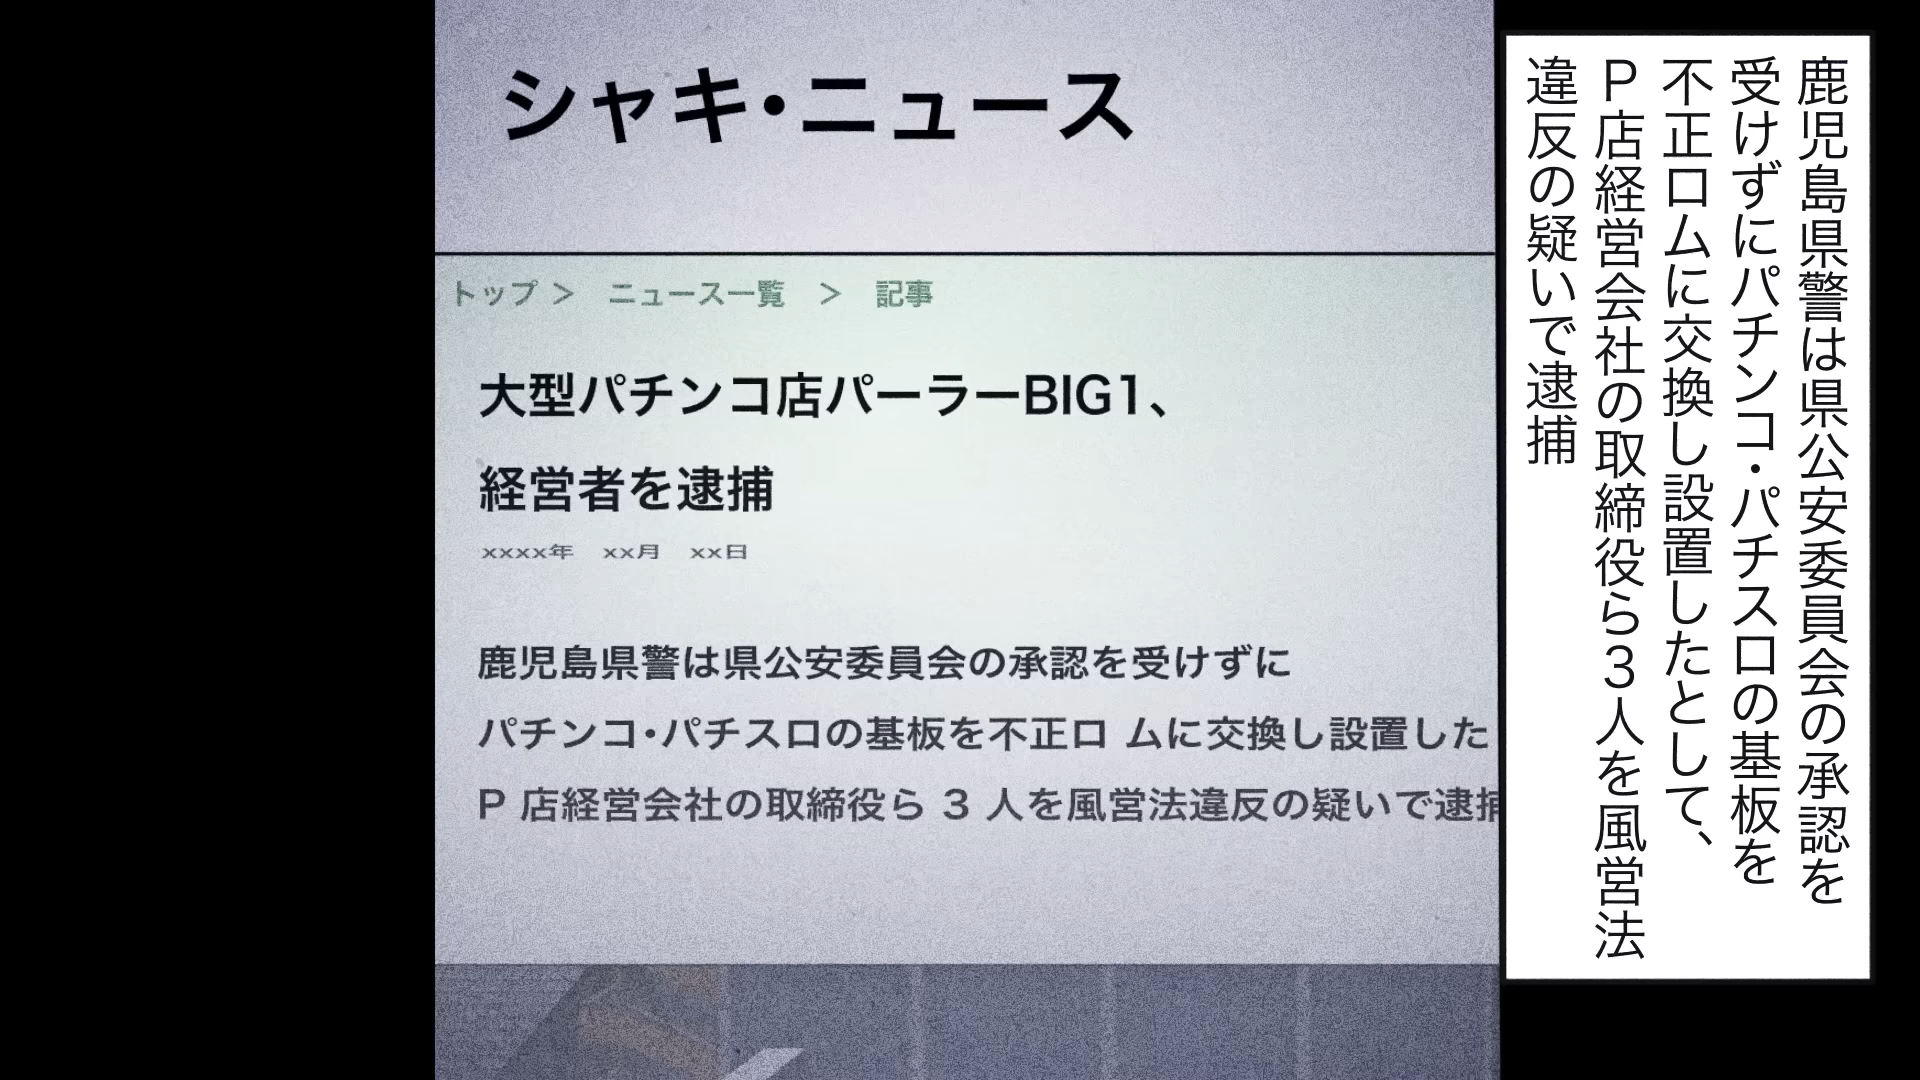 シャキ・ニュース
トップ > ニュース一覧 > 記事
大型パチンコ店パーラーBIG1、
経営者を逮捕
xxxx年 xx月 xx日
鹿児島県警は県公安委員会の承認を受けずに
パチンコ・パチスロの基板を不正ロ ムに交換し設置した
P 店経営会社の取締役ら 3 人を風営法違反の疑いで逮捕
鹿児島県警は県公安委員会の承認を
受けずにパチンコ・パチスロの基板を
不正ロムに交換し設置したとして、
P店経営会社の取締役ら3人を風営法
違反の疑いで逮捕